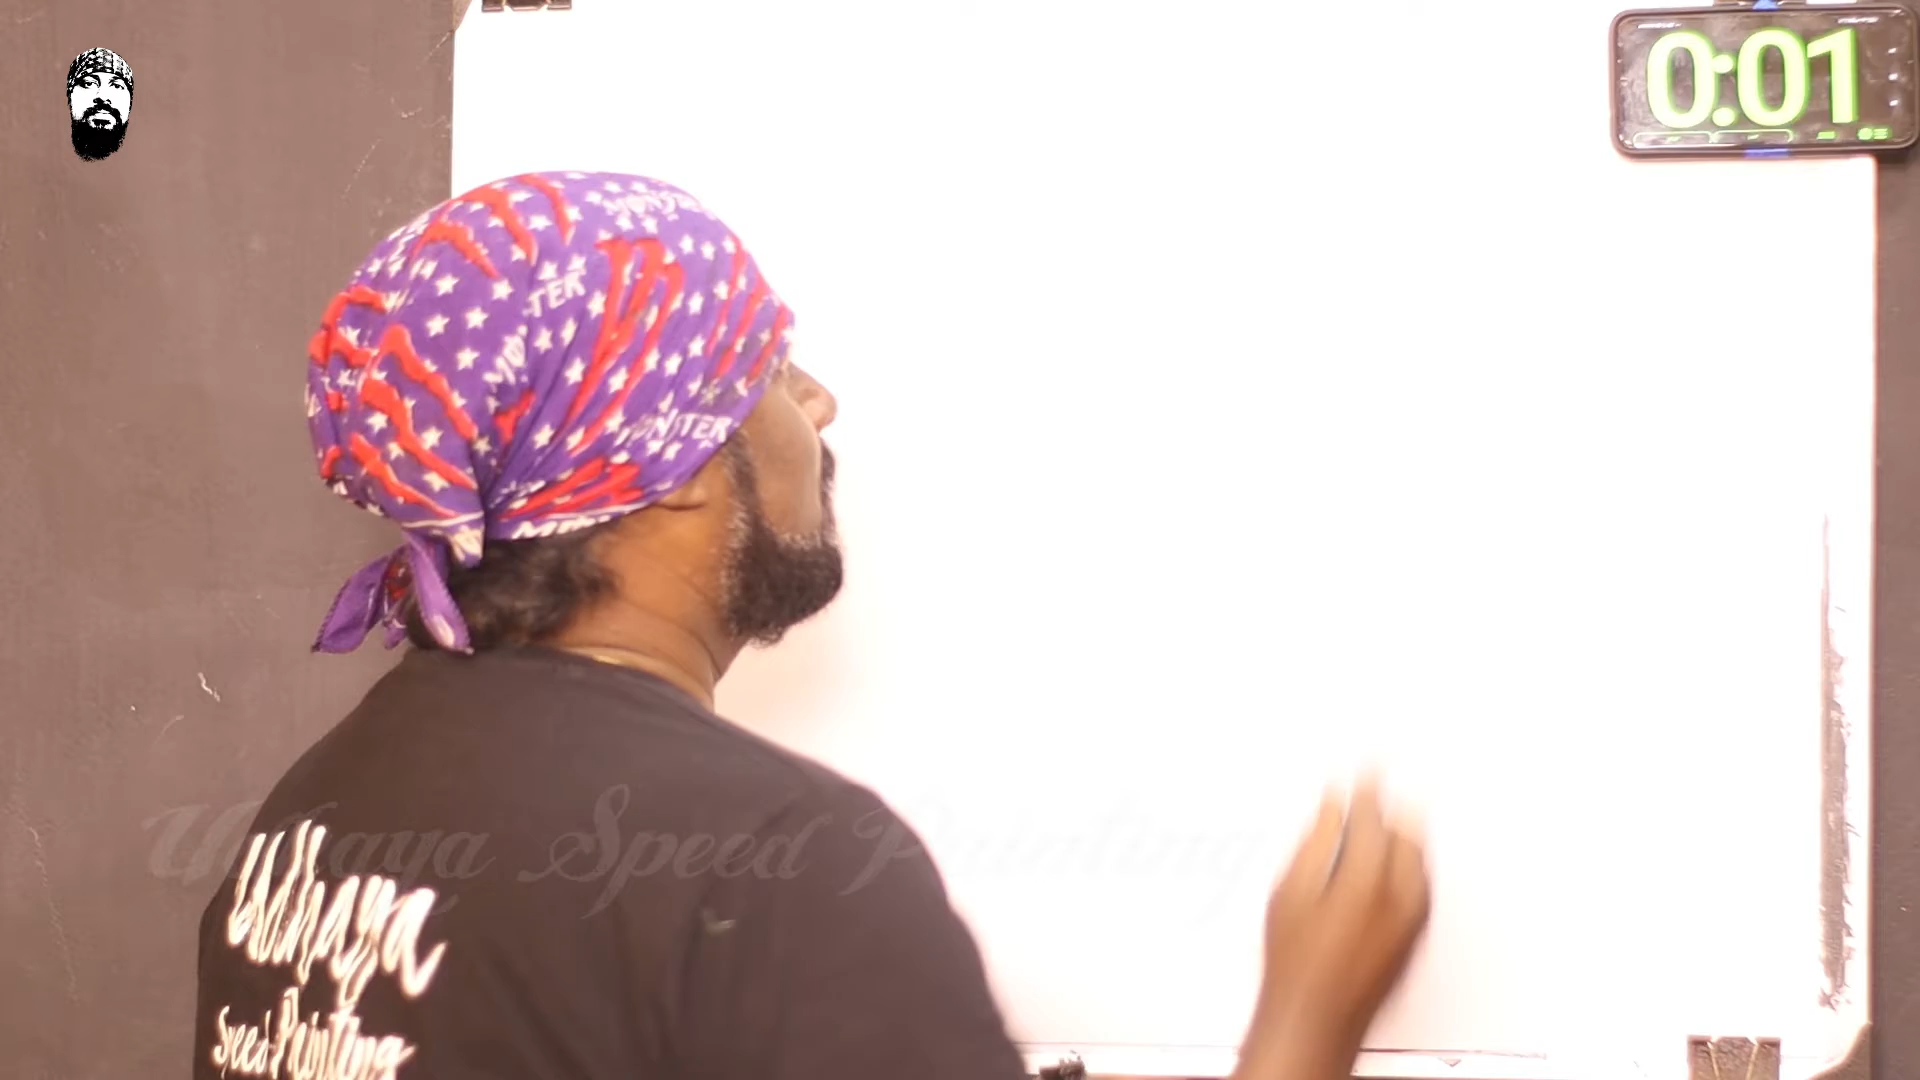 0:01
MONSTER
MONSTER
MONSTER
Udhaya Speed Painting
Udhaya
Speed Painting